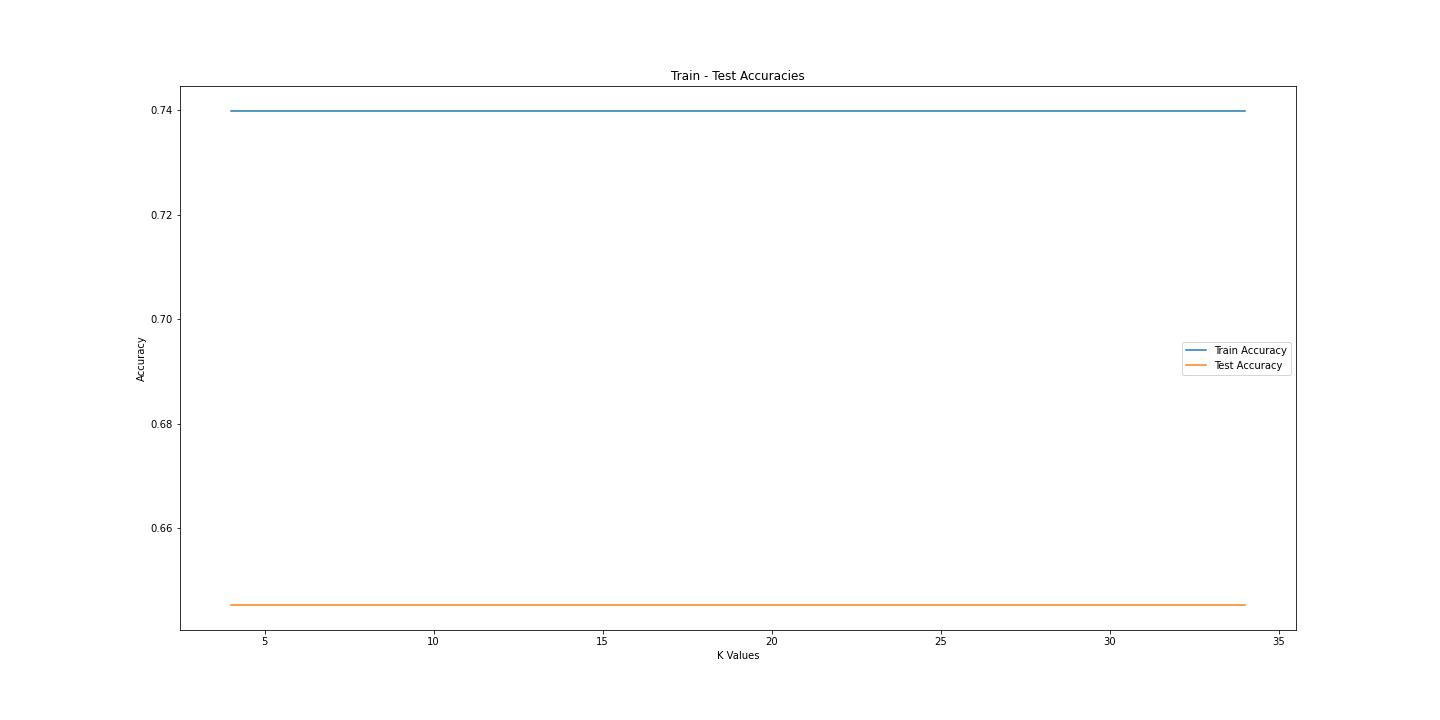 Train - Test Accuracies
0.74
0.72
0.70
0.68
0.66
Accuracy
Train Accuracy
Test Accuracy
5 10 15 20 25 30 35
K Values